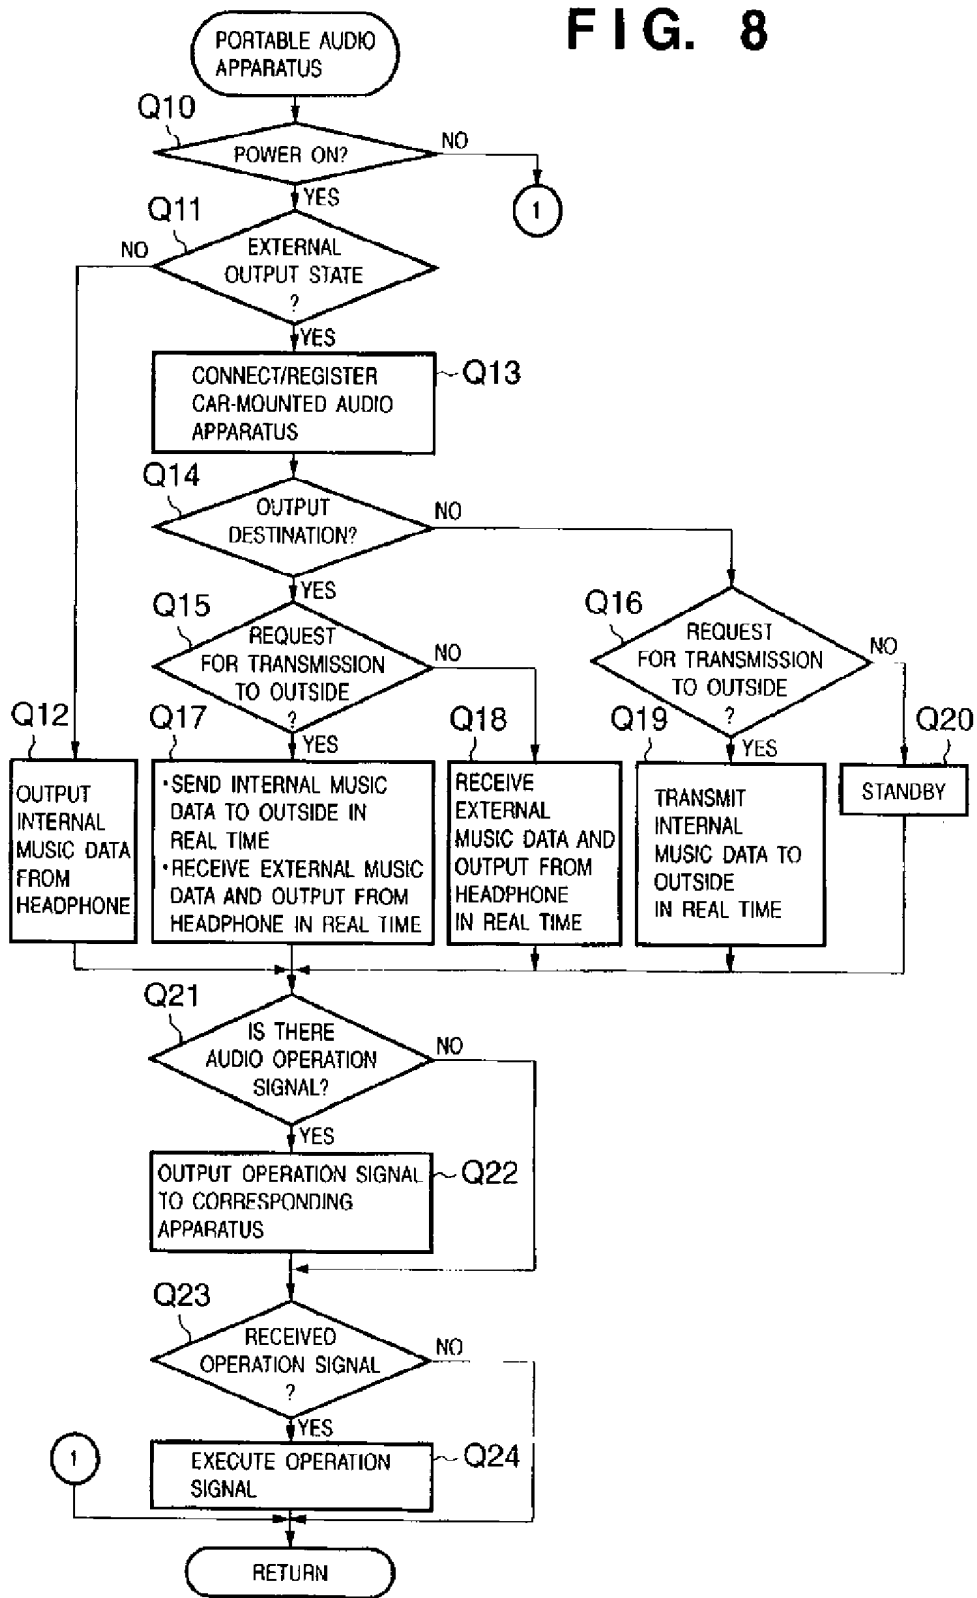 FIG. 8
PORTABLE AUDIO
APPARATUS
Q10
POWER ON?
NO
1
YES
Q11
EXTERNAL
OUTPUT STATE
?
NO
YES
Q13
CONNECT/REGISTER
CAR-MOUNTED AUDIO
APPARATUS
Q14
OUTPUT
DESTINATION?
NO
YES
Q15
REQUEST
FOR TRANSMISSION
TO OUTSIDE
?
NO
YES
Q16
REQUEST
FOR TRANSMISSION
TO OUTSIDE
?
NO
YES
Q12
OUTPUT
INTERNAL
MUSIC DATA
FROM
HEADPHONE
Q17
•SEND INTERNAL MUSIC
DATA TO OUTSIDE IN
REAL TIME
•RECEIVE EXTERNAL MUSIC
DATA AND OUTPUT FROM
HEADPHONE IN REAL TIME
Q18
RECEIVE
EXTERNAL
MUSIC DATA AND
OUTPUT FROM
HEADPHONE
IN REAL TIME
Q19
TRANSMIT
INTERNAL
MUSIC DATA TO
OUTSIDE
IN REAL TIME
Q20
STANDBY
Q21
IS THERE
AUDIO OPERATION
SIGNAL?
NO
YES
Q22
OUTPUT OPERATION SIGNAL
TO CORRESPONDING
APPARATUS
Q23
RECEIVED
OPERATION SIGNAL
?
NO
YES
1
Q24
EXECUTE OPERATION
SIGNAL
RETURN